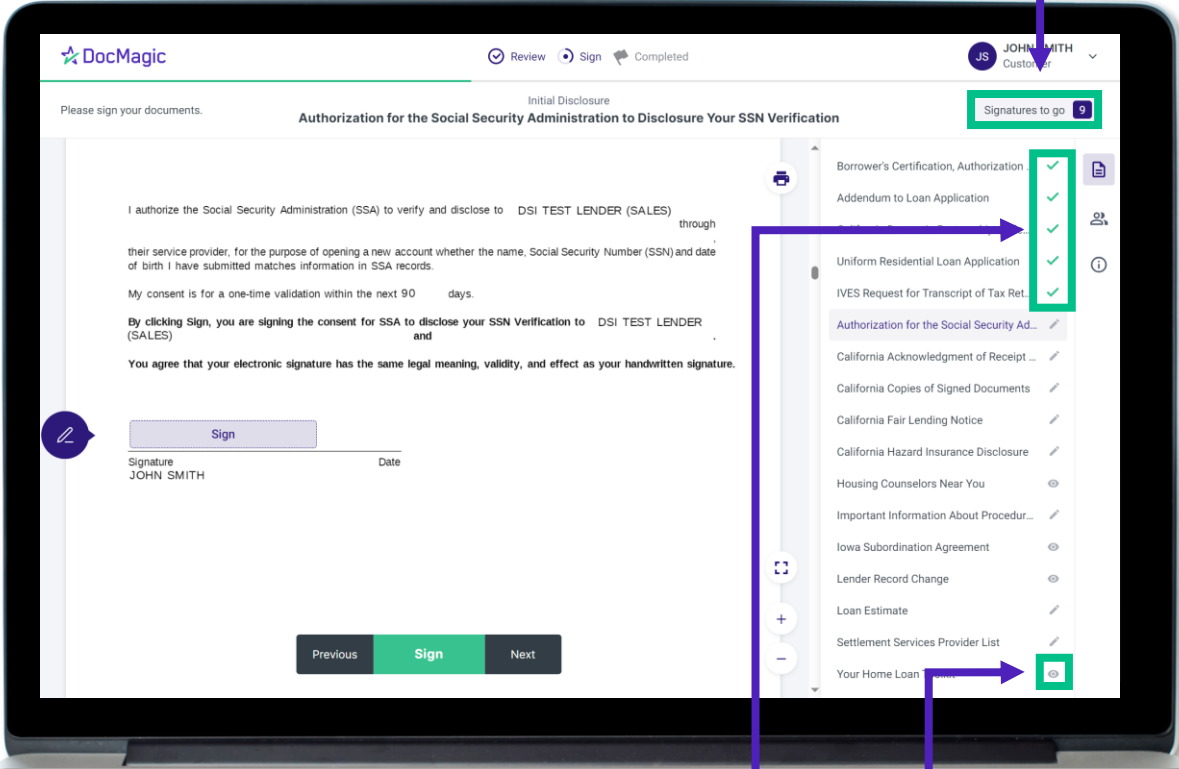 DocMagic
Review Sign Completed
JS JOHN SMITH
Customer
Please sign your documents.
Initial Disclosure
Authorization for the Social Security Administration to Disclosure Your SSN Verification
Signatures to go 9
I authorize the Social Security Administration (SSA) to verify and disclose to DSI TEST LENDER (SALES)
through
,
their service provider, for the purpose of opening a new account whether the name, Social Security Number (SSN) and date
of birth I have submitted matches information in SSA records.
My consent is for a one-time validation within the next 90 days.
By clicking Sign, you are signing the consent for SSA to disclose your SSN Verification to DSI TEST LENDER
(SALES) and .
You agree that your electronic signature has the same legal meaning, validity, and effect as your handwritten signature.
Sign
Signature Date
JOHN SMITH
Previous Sign Next
Borrower's Certification, Authorization ..
Addendum to Loan Application
California
Uniform Residential Loan Application
IVES Request for Transcript of Tax Ret...
Authorization for the Social Security Ad...
California Acknowledgment of Receipt ...
California Copies of Signed Documents
California Fair Lending Notice
California Hazard Insurance Disclosure
Housing Counselors Near You
Important Information About Procedur...
Iowa Subordination Agreement
Lender Record Change
Loan Estimate
Settlement Services Provider List
Your Home Loan Toolkit